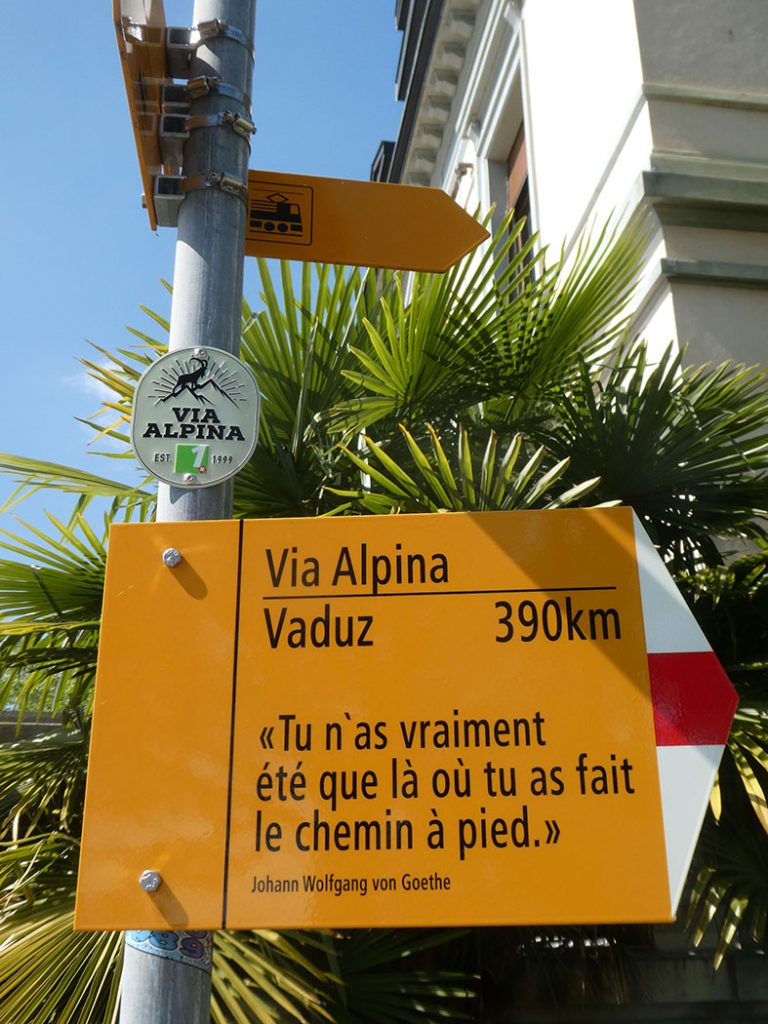 VIA
ALPINA
EST. 1 1999
Via Alpina
Vaduz 390km
«Tu n`as vraiment
été que là où tu as fait
le chemin à pied.»
Johann Wolfgang von Goethe